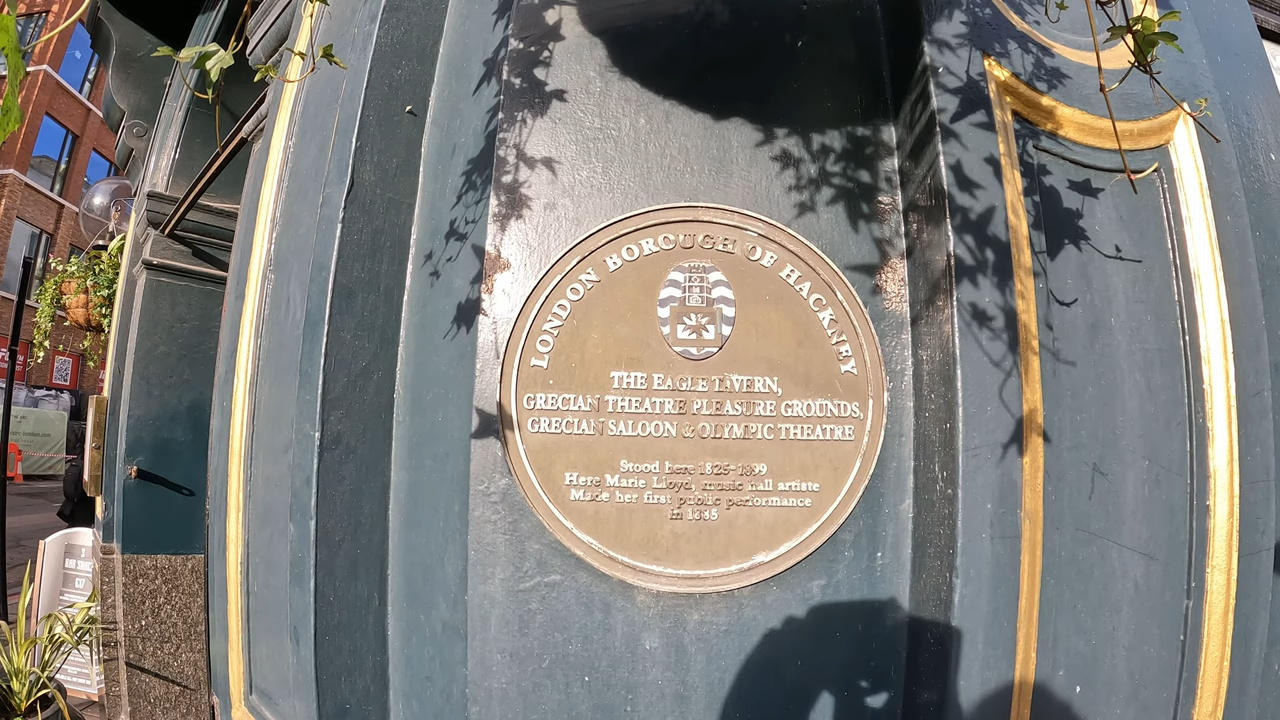 LONDON BOROUGH OF HACKNEY
THE EAGLE TAVERN,
GRECIAN THEATRE PLEASURE GROUNDS,
GRECIAN SALOON & OLYMPIC THEATRE
Stood here 1825-1899
Here Marie Lloyd, music hall artiste
Made her first public performance
in 1885